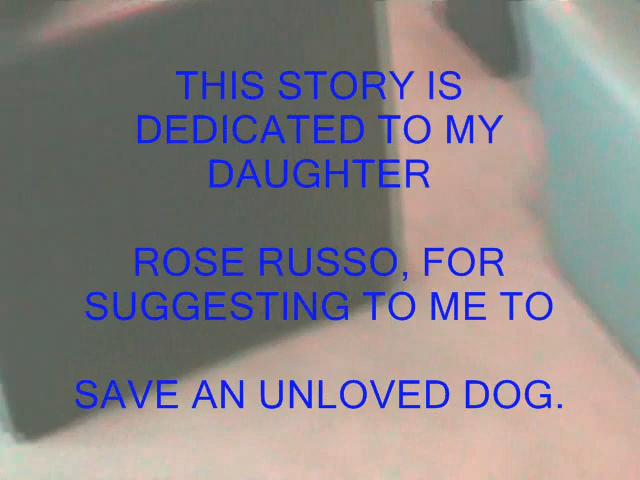 THIS STORY IS
DEDICATED TO MY
DAUGHTER
ROSE RUSSO, FOR
SUGGESTING TO ME TO
SAVE AN UNLOVED DOG.